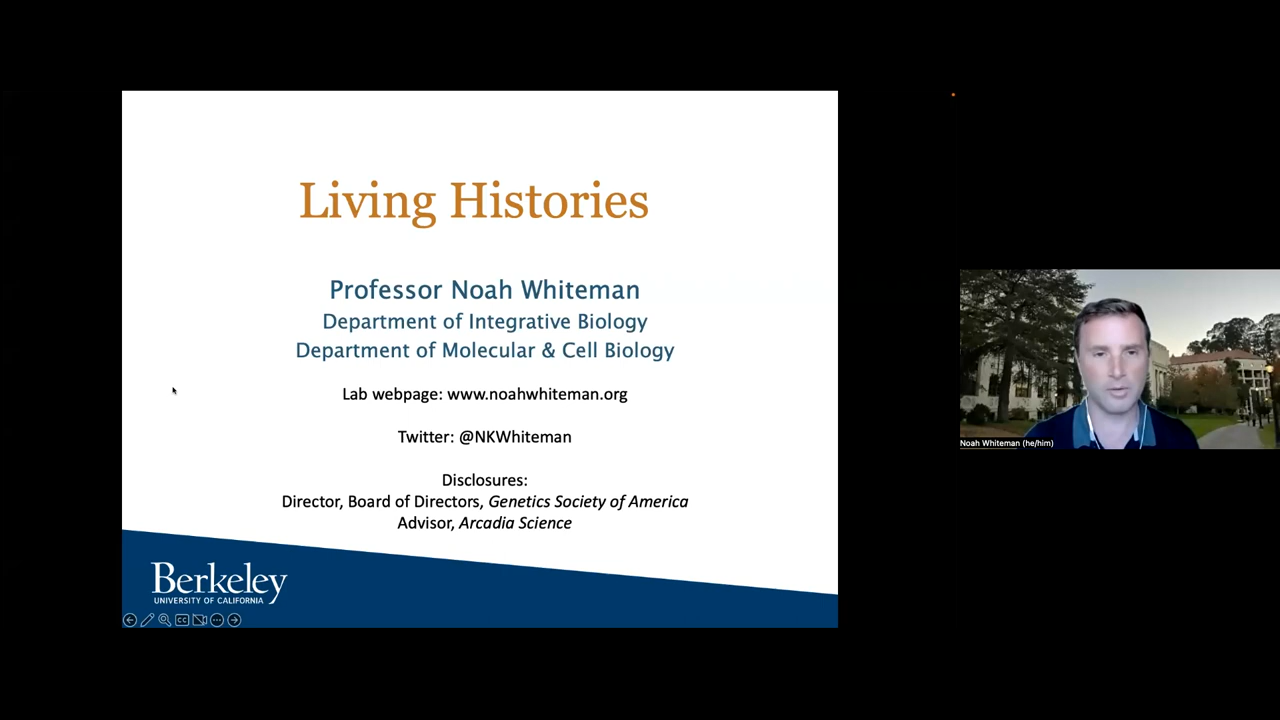 Living Histories
Professor Noah Whiteman
Department of Integrative Biology
Department of Molecular & Cell Biology
Lab webpage: www.noahwhiteman.org
Twitter: @NKWhiteman
Disclosures:
Director, Board of Directors, Genetics Society of America
Advisor, Arcadia Science
Berkeley
UNIVERSITY OF CALIFORNIA
CC
Noah Whiteman (he/him)